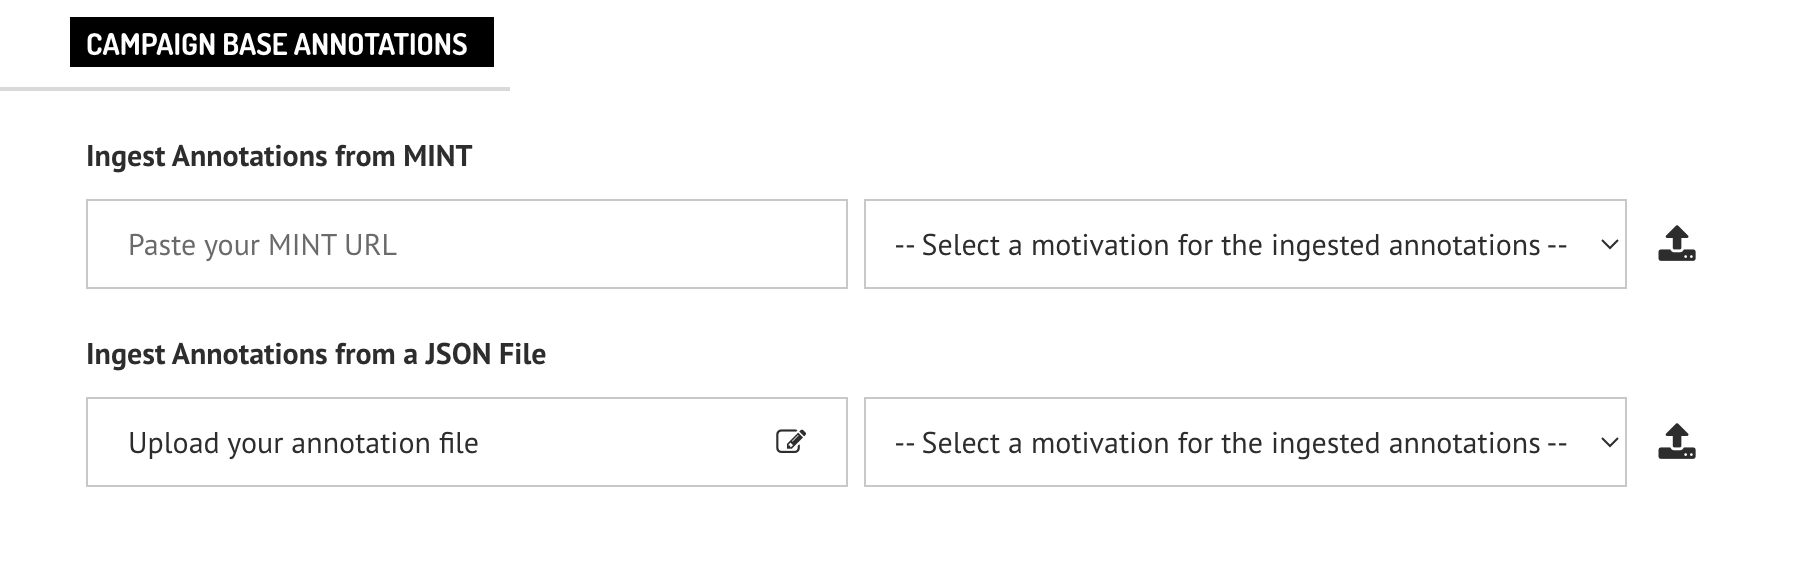 CAMPAIGN BASE ANNOTATIONS
Ingest Annotations from MINT
Paste your MINT URL
-- Select a motivation for the ingested annotations --
Ingest Annotations from a JSON File
Upload your annotation file
-- Select a motivation for the ingested annotations --